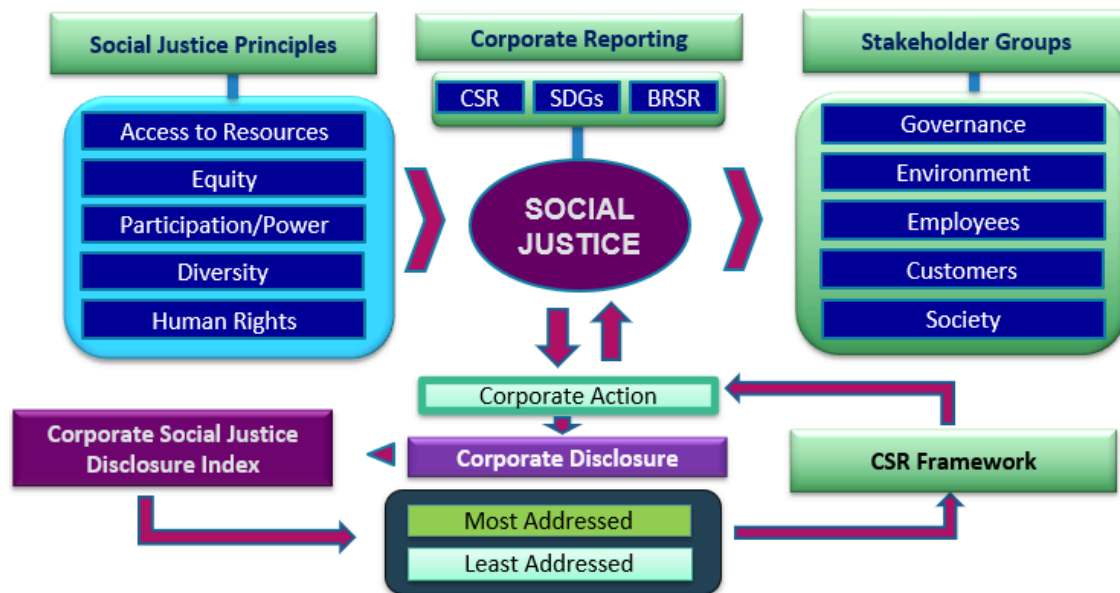 Social Justice Principles
Access to Resources
Equity
Participation/Power
Diversity
Human Rights
Corporate Reporting
CSR SDGs BRSR
SOCIAL
JUSTICE
Stakeholder Groups
Governance
Environment
Employees
Customers
Society
Corporate Action
Corporate Disclosure
Corporate Social Justice
Disclosure Index
Most Addressed
Least Addressed
CSR Framework